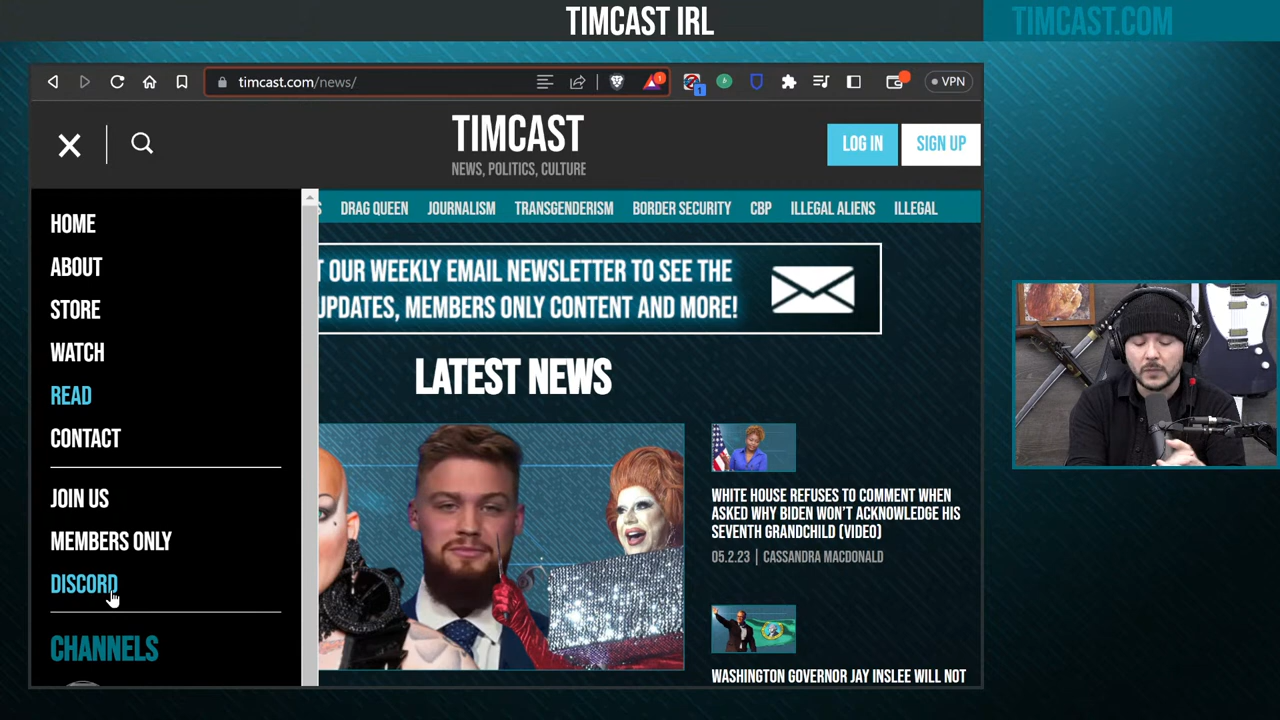 TIMCAST IRL
TIMCAST.COM
timcast.com/news/
1
1
VPN
TIMCAST
NEWS, POLITICS, CULTURE
LOG IN
SIGN UP
S
DRAG QUEEN
JOURNALISM
TRANSGENDERISM
BORDER SECURITY
CBP
ILLEGAL ALIENS
ILLEGAL
HOME
ABOUT
STORE
WATCH
READ
CONTACT
JOIN US
MEMBERS ONLY
DISCORD
CHANNELS
T OUR WEEKLY EMAIL NEWSLETTER TO SEE THE
UPDATES, MEMBERS ONLY CONTENT AND MORE!
LATEST NEWS
WHITE HOUSE REFUSES TO COMMENT WHEN
ASKED WHY BIDEN WON'T ACKNOWLEDGE HIS
SEVENTH GRANDCHILD (VIDEO)
05.2.23 | CASSANDRA MACDONALD
WASHINGTON GOVERNOR JAY INSLEE WILL NOT